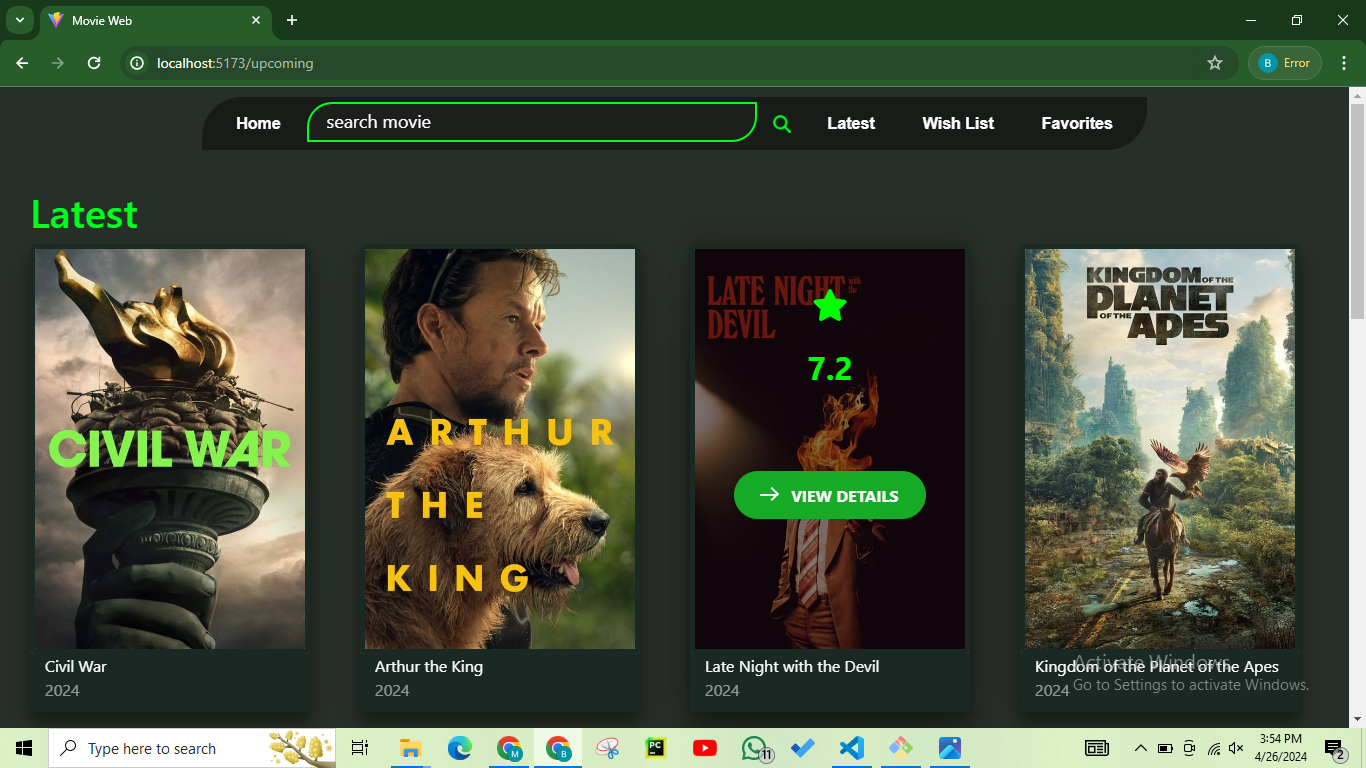 Movie Web
localhost:5173/upcoming
B Error
Home
search movie
Latest
Wish List
Favorites
Latest
CIVIL WAR
ARTHUR
THE
KING
LATE NIGHT with the
DEVIL
7.2
VIEW DETAILS
KINGDOM OF THE
PLANET
OF THE APES
Civil War
2024
Arthur the King
2024
Late Night with the Devil
2024
Kingdom of the Planet of the Apes
2024
Activate Windows
Go to Settings to activate Windows.
Type here to search
M
B
PC
11
3:54 PM
4/26/2024
2